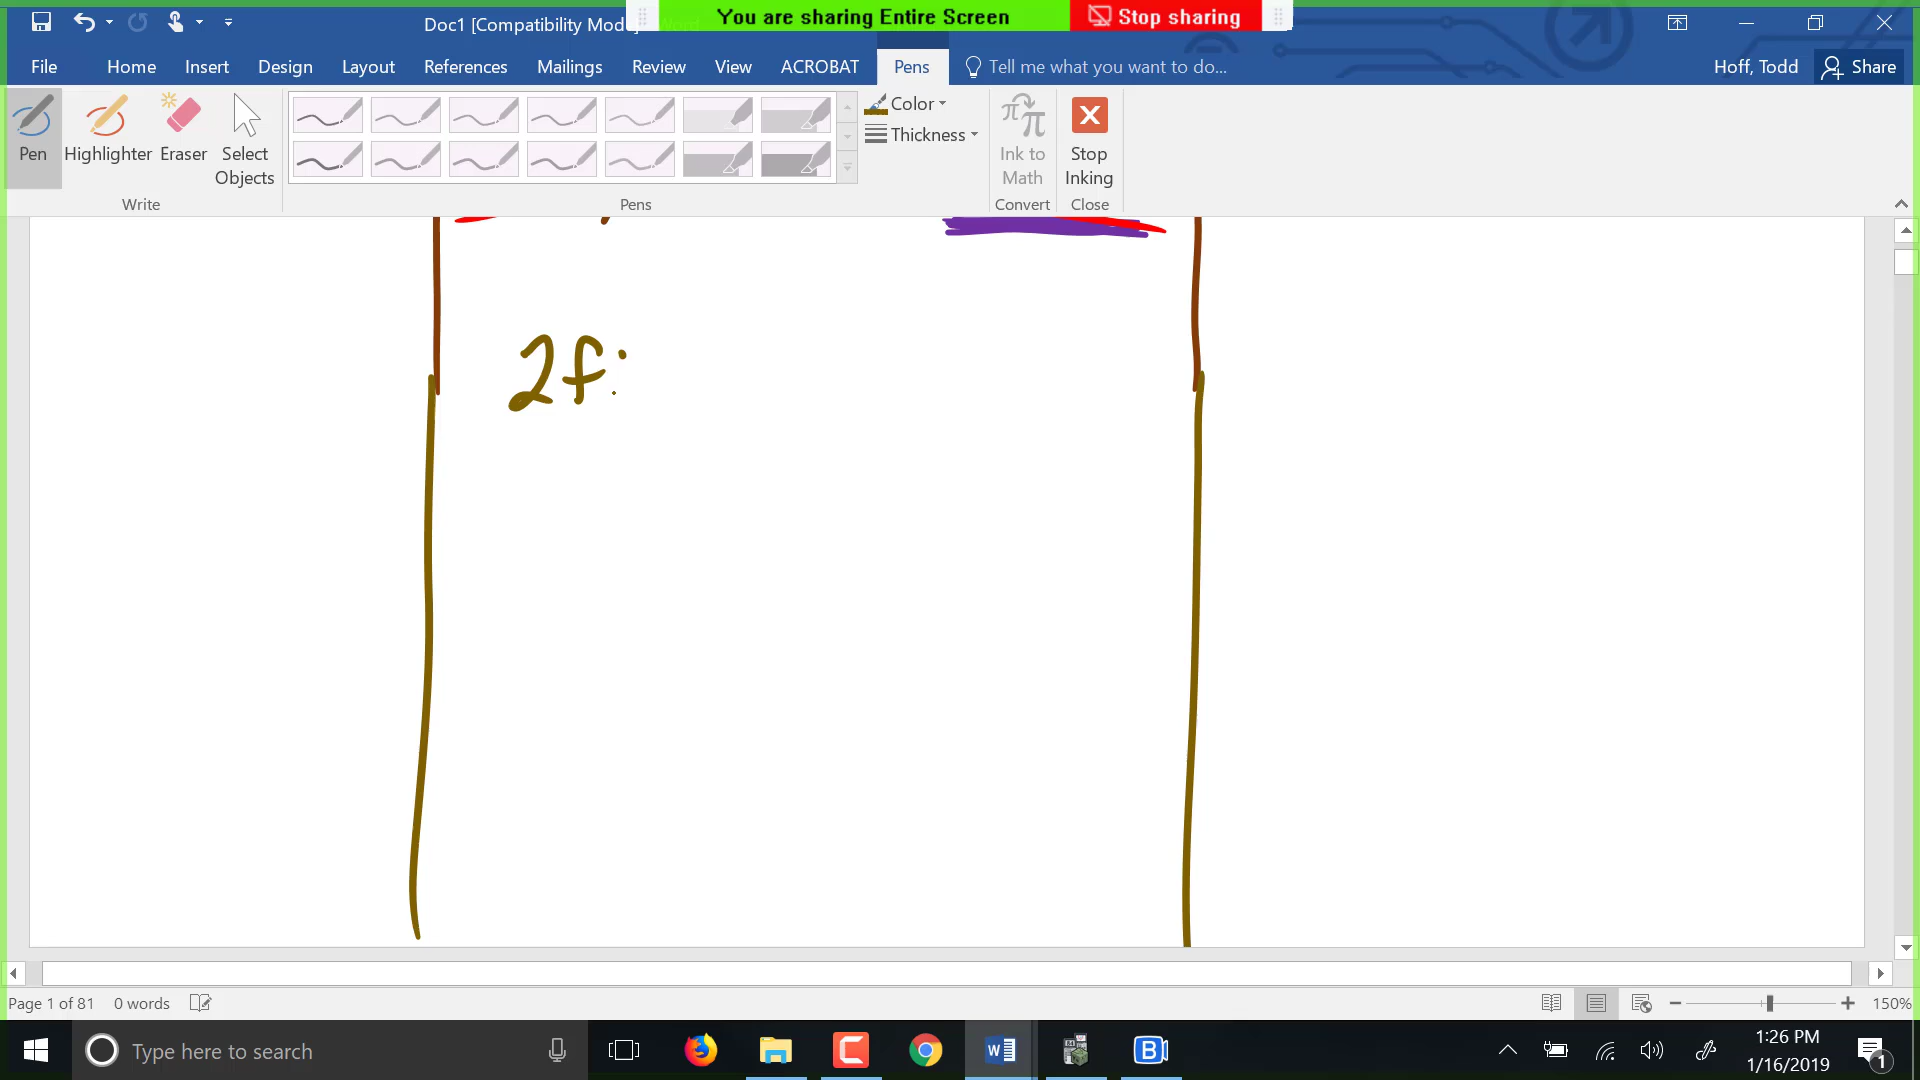 Doc1 [Compatibility Mod
You are sharing Entire Screen
Stop sharing
File Home Insert Design Layout References Mailings Review View ACROBAT Pens Tell me what you want to do... Hoff, Todd Share
Pen Highlighter Eraser Select Objects
Color
Thickness
Ink to Math
Stop Inking
Write Pens Convert Close
2f:
Page 1 of 81 0 words 150%
Type here to search
1:26 PM
1/16/2019
1